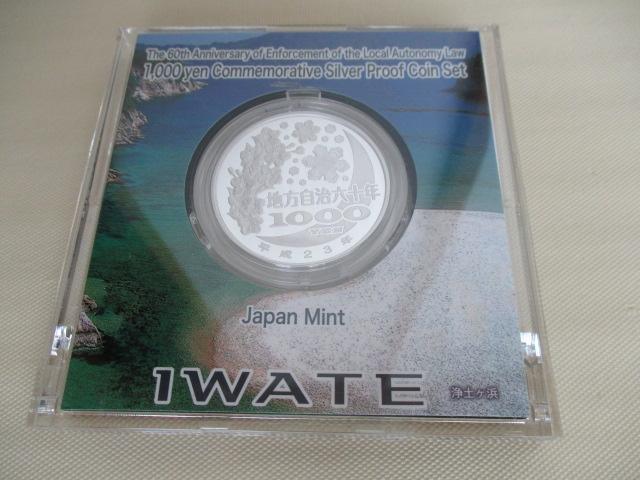 The 60th Anniversary of Enforcement of the Local Autonomy Law
1,000 yen Commemorative Silver Proof Coin Set
地方自治六十年
1000
平成23年
Japan Mint
IWATE
浄土ヶ浜